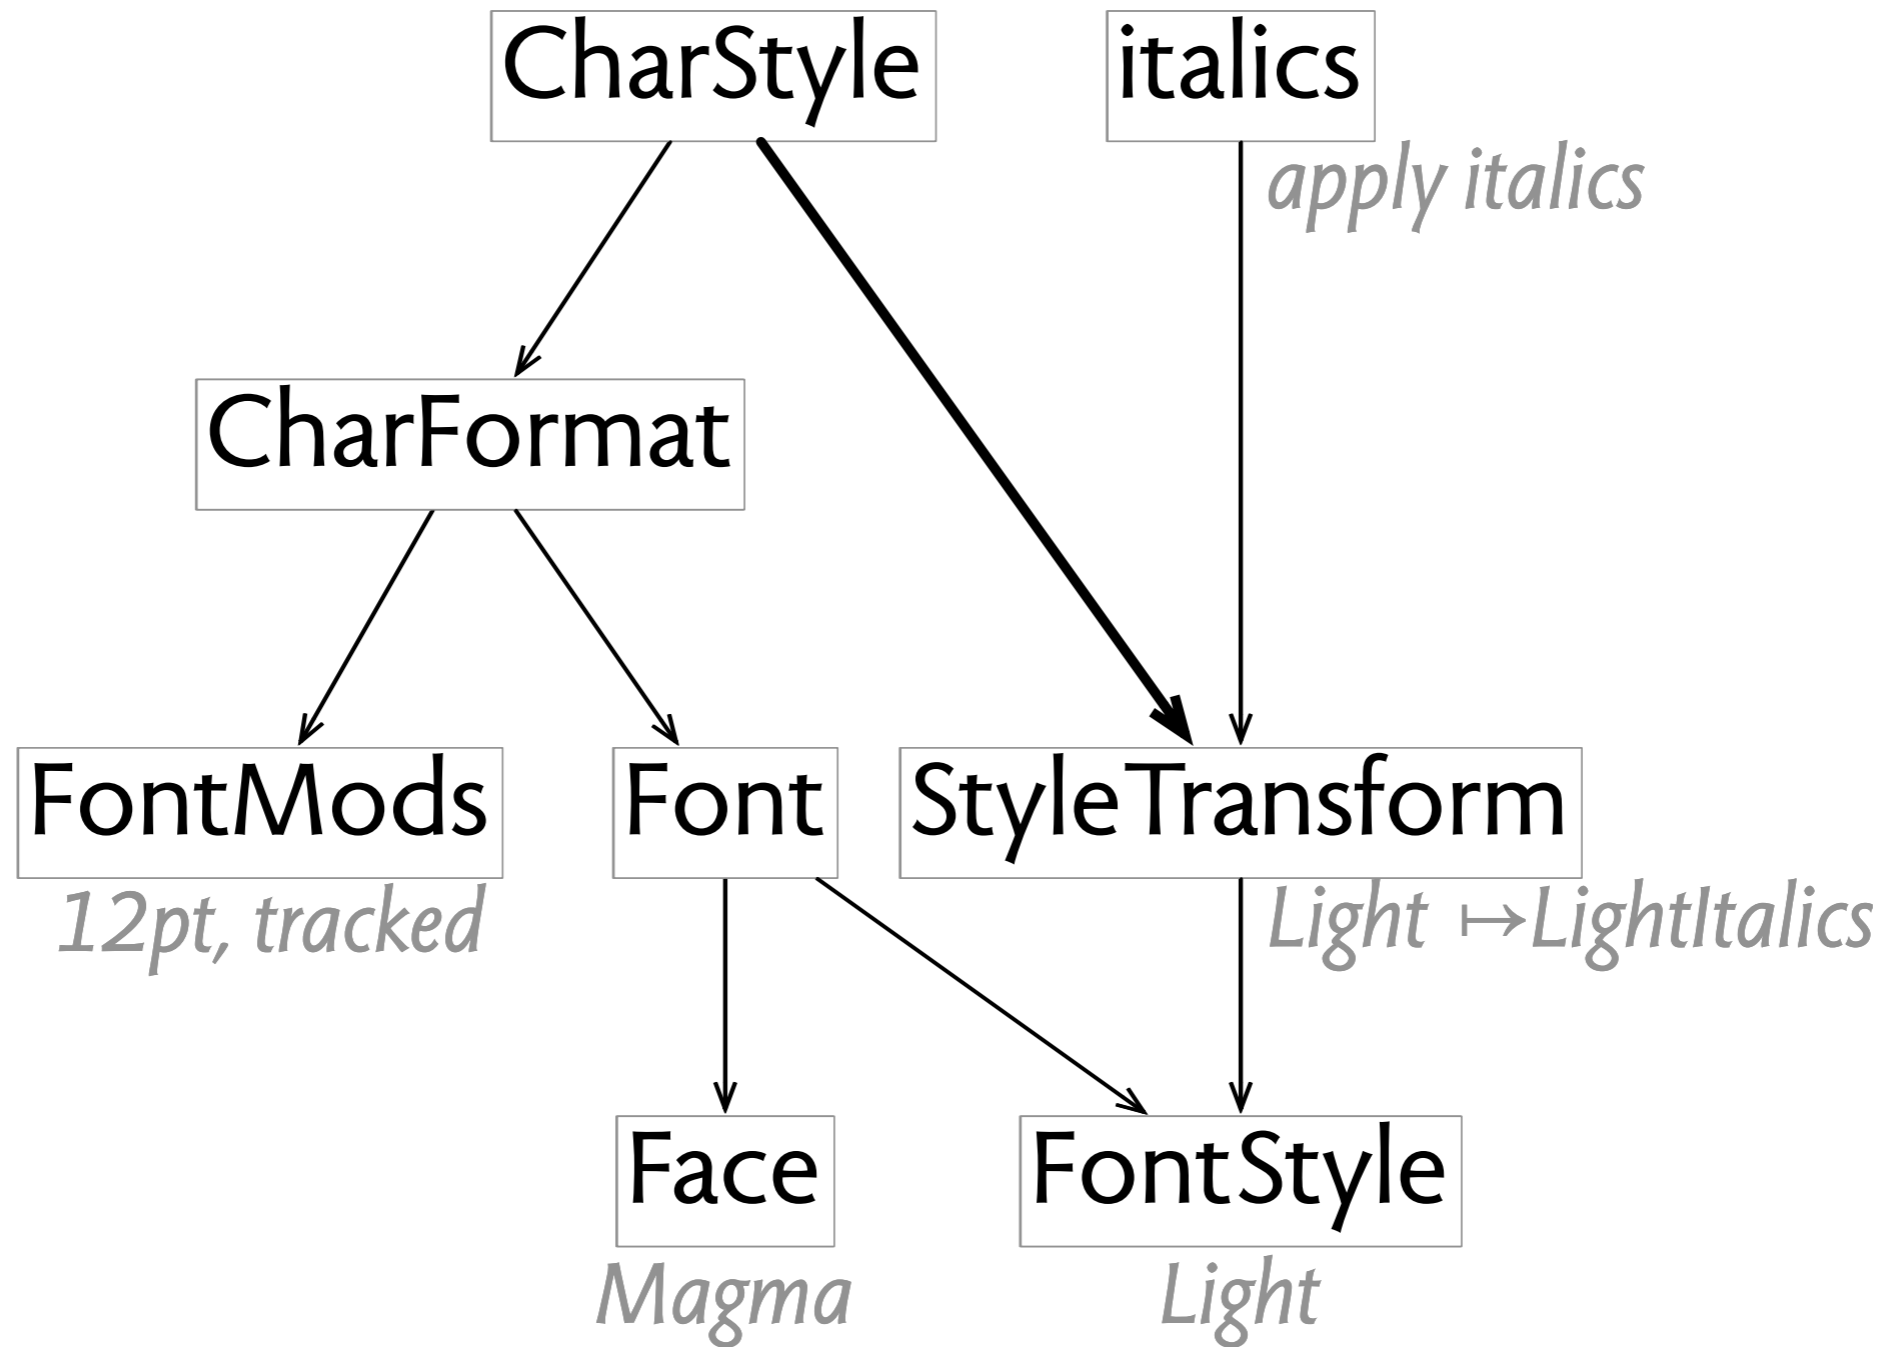 CharStyle
italics
apply italics
CharFormat
FontMods
Font
StyleTransform
12pt, tracked
Light ↦LightItalics
Face
FontStyle
Magma
Light